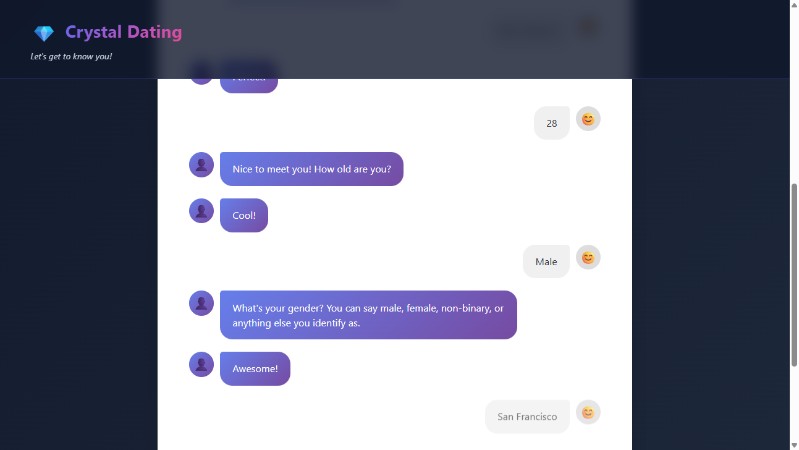 Crystal Dating
Let's get to know you!
28
Nice to meet you! How old are you?
Cool!
Male
What's your gender? You can say male, female, non-binary, or
anything else you identify as.
Awesome!
San Francisco